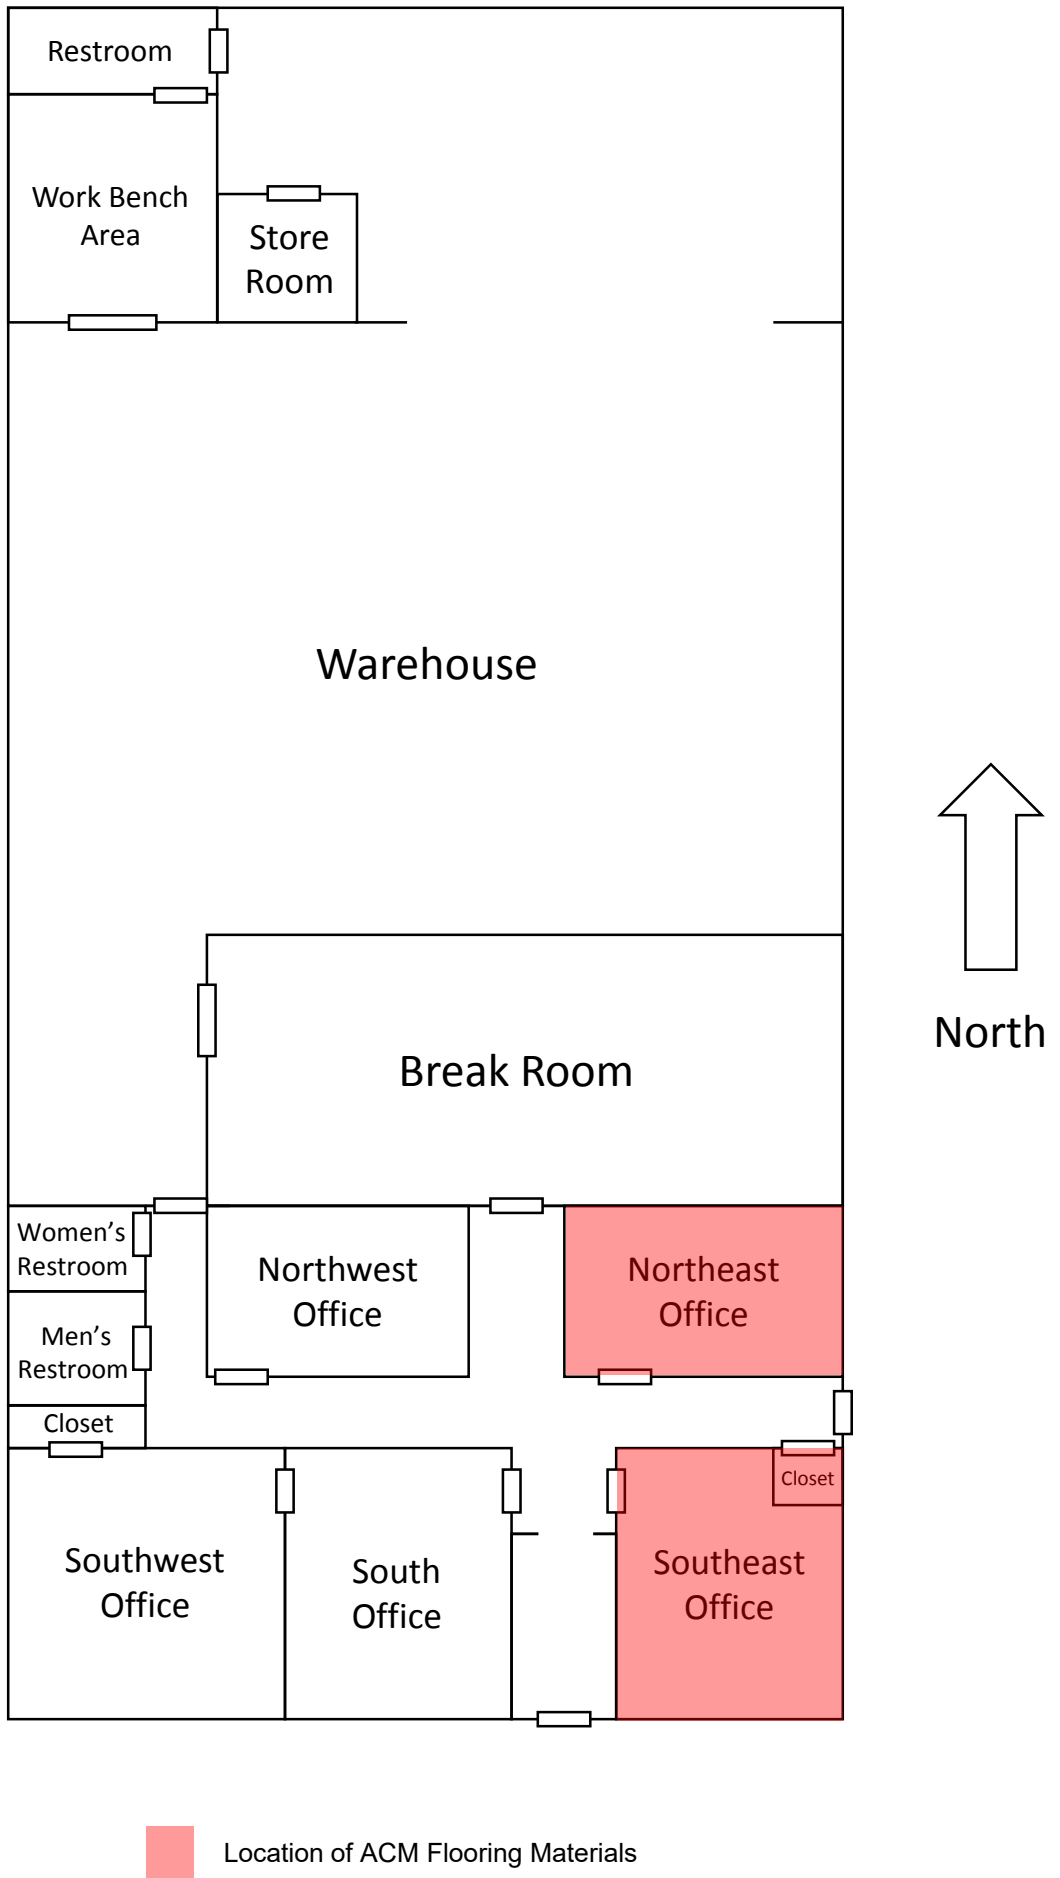 Restroom
Work Bench
Area
Store
Room
Warehouse
North
Break Room
Women’s
Restroom
Northwest
Office
Northeast
Office
Men’s
Restroom
Closet
Closet
Southwest
Office
South
Office
Southeast
Office
Location of ACM Flooring Materials